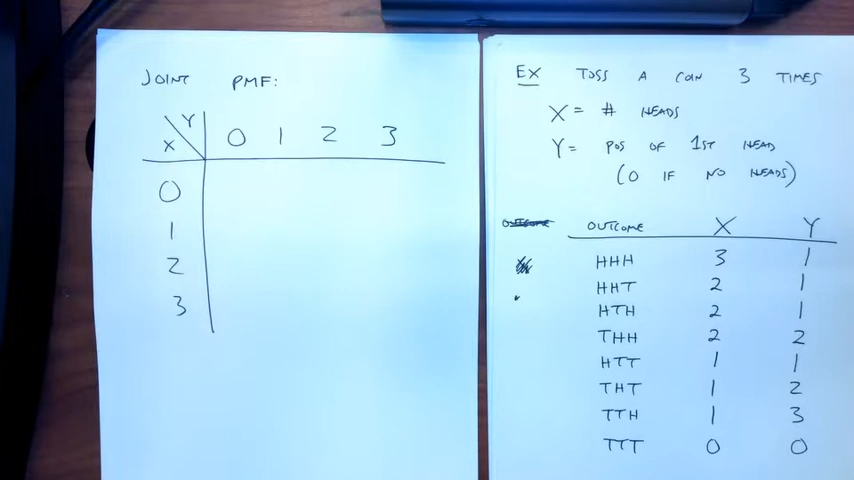 JOINT PMF:
Y
X 0 1 2 3
0
1
2
3
EX TOSS A COIN 3 TIMES
X = # HEADS
Y = POS OF 1ST HEAD
(0 IF NO HEADS)
OUTCOME X Y
HHH 3 1
HHT 2 1
HTH 2 1
THH 2 2
HTT 1 1
THT 1 2
TTH 1 3
TTT 0 0